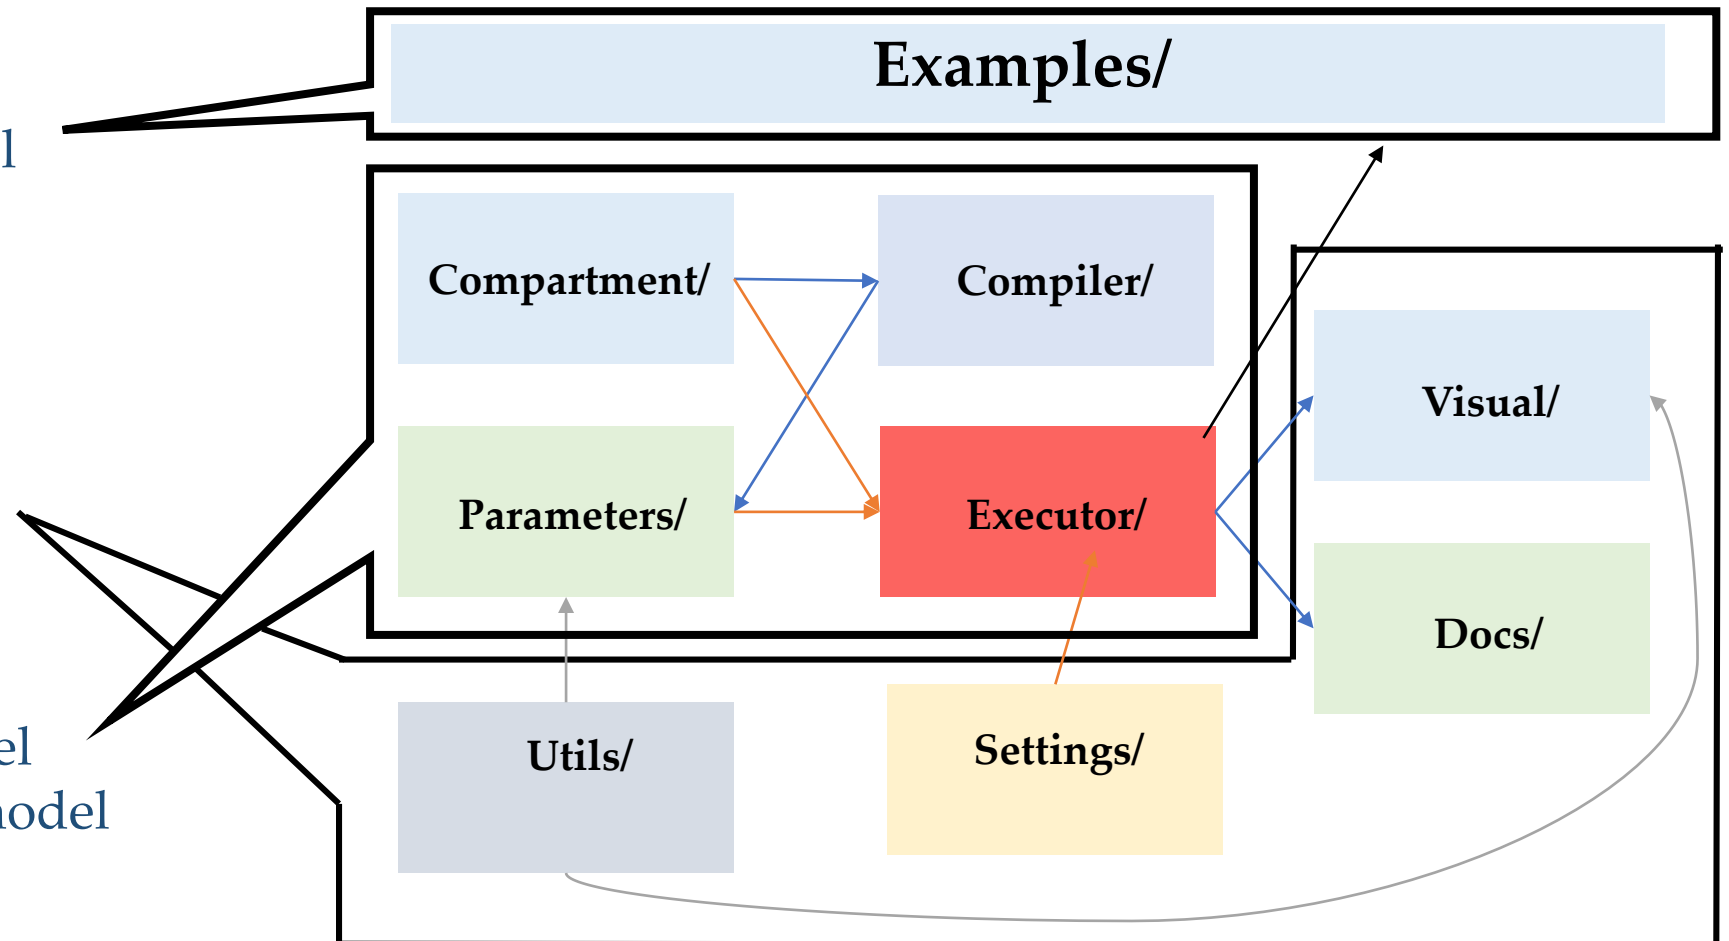 Examples/
Compartment/
Compiler/
Visual/
Parameters/
Executor/
Docs/
Utils/
Settings/